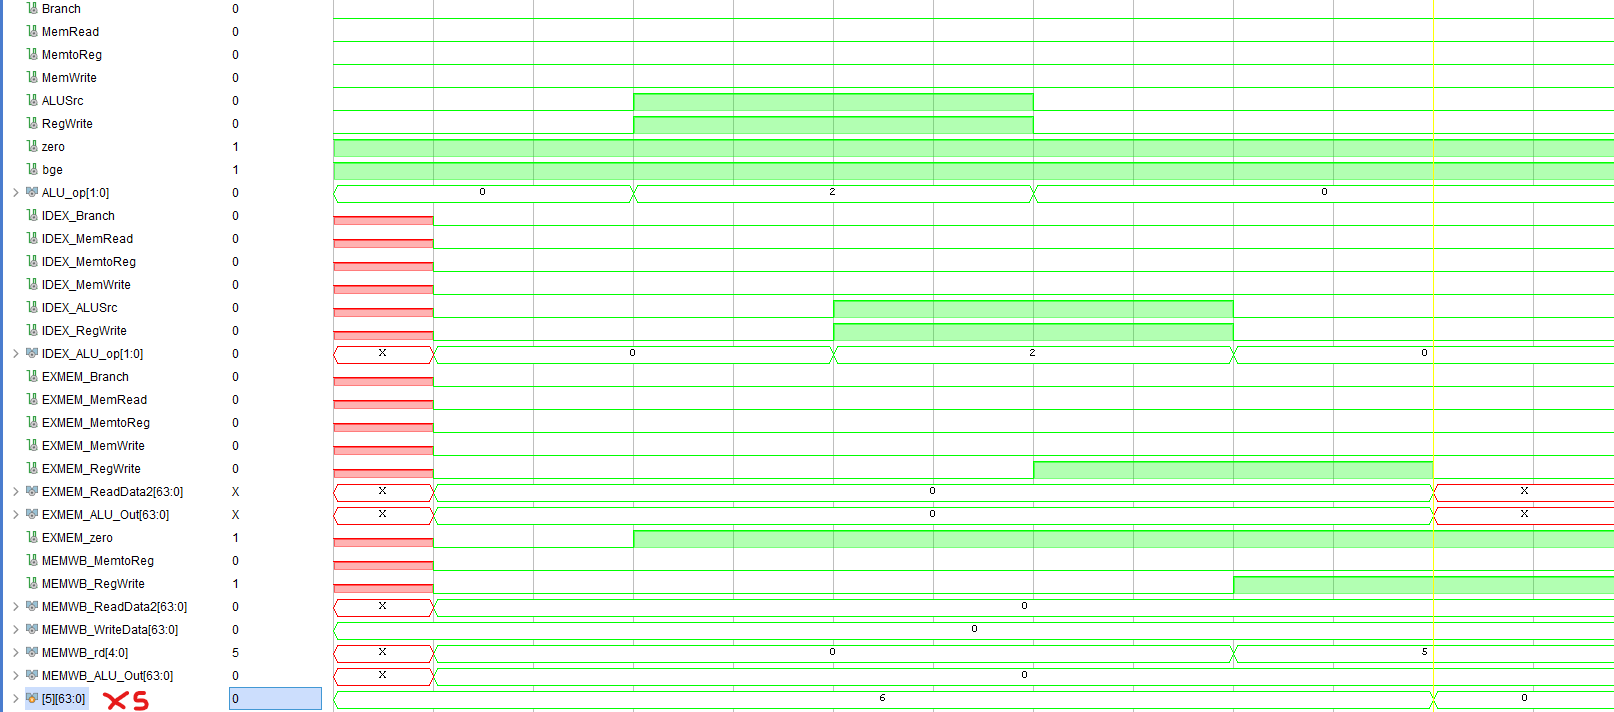 Branch 0
MemRead 0
MemtoReg 0
MemWrite 0
ALUSrc 0
RegWrite 0
zero 1
bge 1
ALU_op[1:0] 0 0 2 0
IDEX_Branch 0
IDEX_MemRead 0
IDEX_MemtoReg 0
IDEX_MemWrite 0
IDEX_ALUSrc 0
IDEX_RegWrite 0
IDEX_ALU_op[1:0] 0 X 0 2 0
EXMEM_Branch 0
EXMEM_MemRead 0
EXMEM_MemtoReg 0
EXMEM_MemWrite 0
EXMEM_RegWrite 0
EXMEM_ReadData2[63:0] X X 0 X
EXMEM_ALU_Out[63:0] X X 0 X
EXMEM_zero 1
MEMWB_MemtoReg 0
MEMWB_RegWrite 1
MEMWB_ReadData2[63:0] 0 X 0
MEMWB_WriteData[63:0] 0 0
MEMWB_rd[4:0] 5 X 0 5
MEMWB_ALU_Out[63:0] 0 X 0
[5][63:0] X5 0 6 0